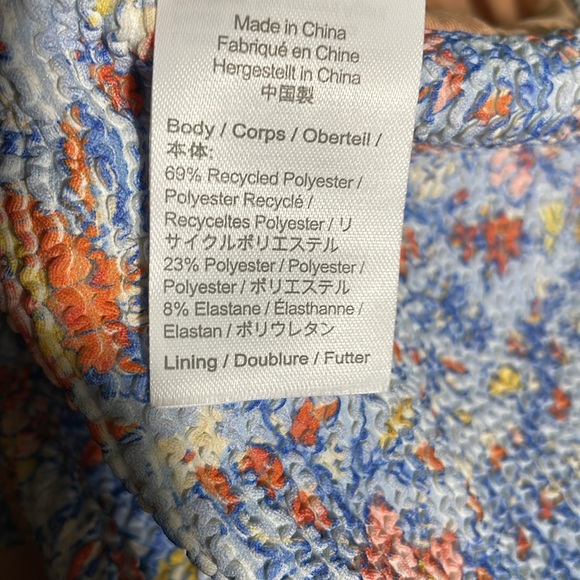 Made in China
Fabriqué en Chine
Hergestellt in China
中国製
Body / Corps / Oberteil /
本体:
69% Recycled Polyester /
Polyester Recyclé /
Recyceltes Polyester / リ
サイクルポリエステル
23% Polyester / Polyester /
Polyester / ポリエステル
8% Elastane / Élasthanne /
Elastan / ポリウレタン
Lining / Doublure / Futter